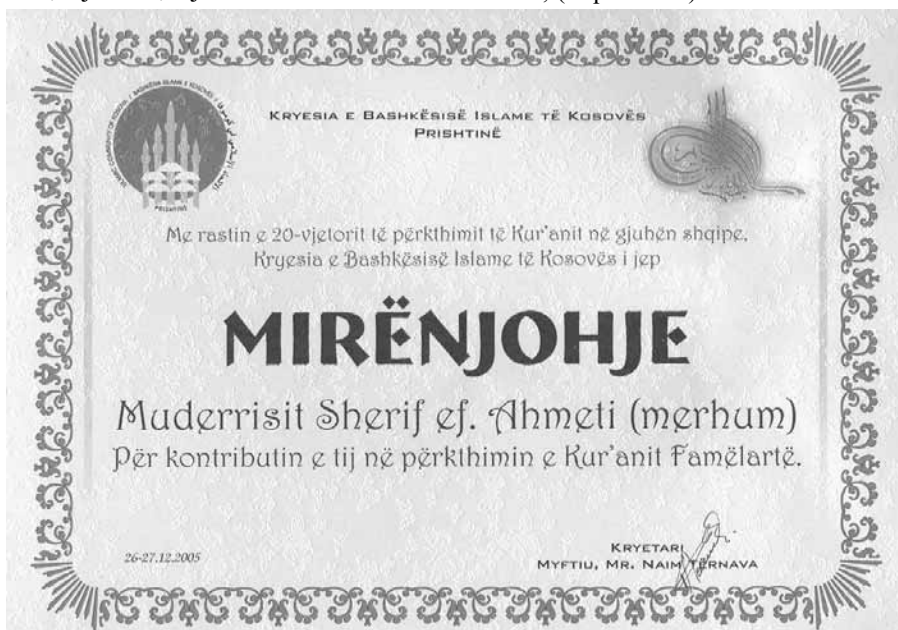 KRYESIA E BASHKËSISË ISLAME TË KOSOVËS
PRISHTINË
PRISHTINË
Me rastin e 20-vjetorit të përkthimit të Kur'anit në gjuhën shqipe,
Kryesia e Bashkësisë Islame të Kosovës i jep
MIRËNJOHJE
Muderrisit Sherif ef. Ahmeti (merhum)
Për kontributin e tij në përkthimin e Kur'anit Famëlartë.
26-27.12.2005
KRYETARI
MYFTIU, MR. NAIM TËRNAVA